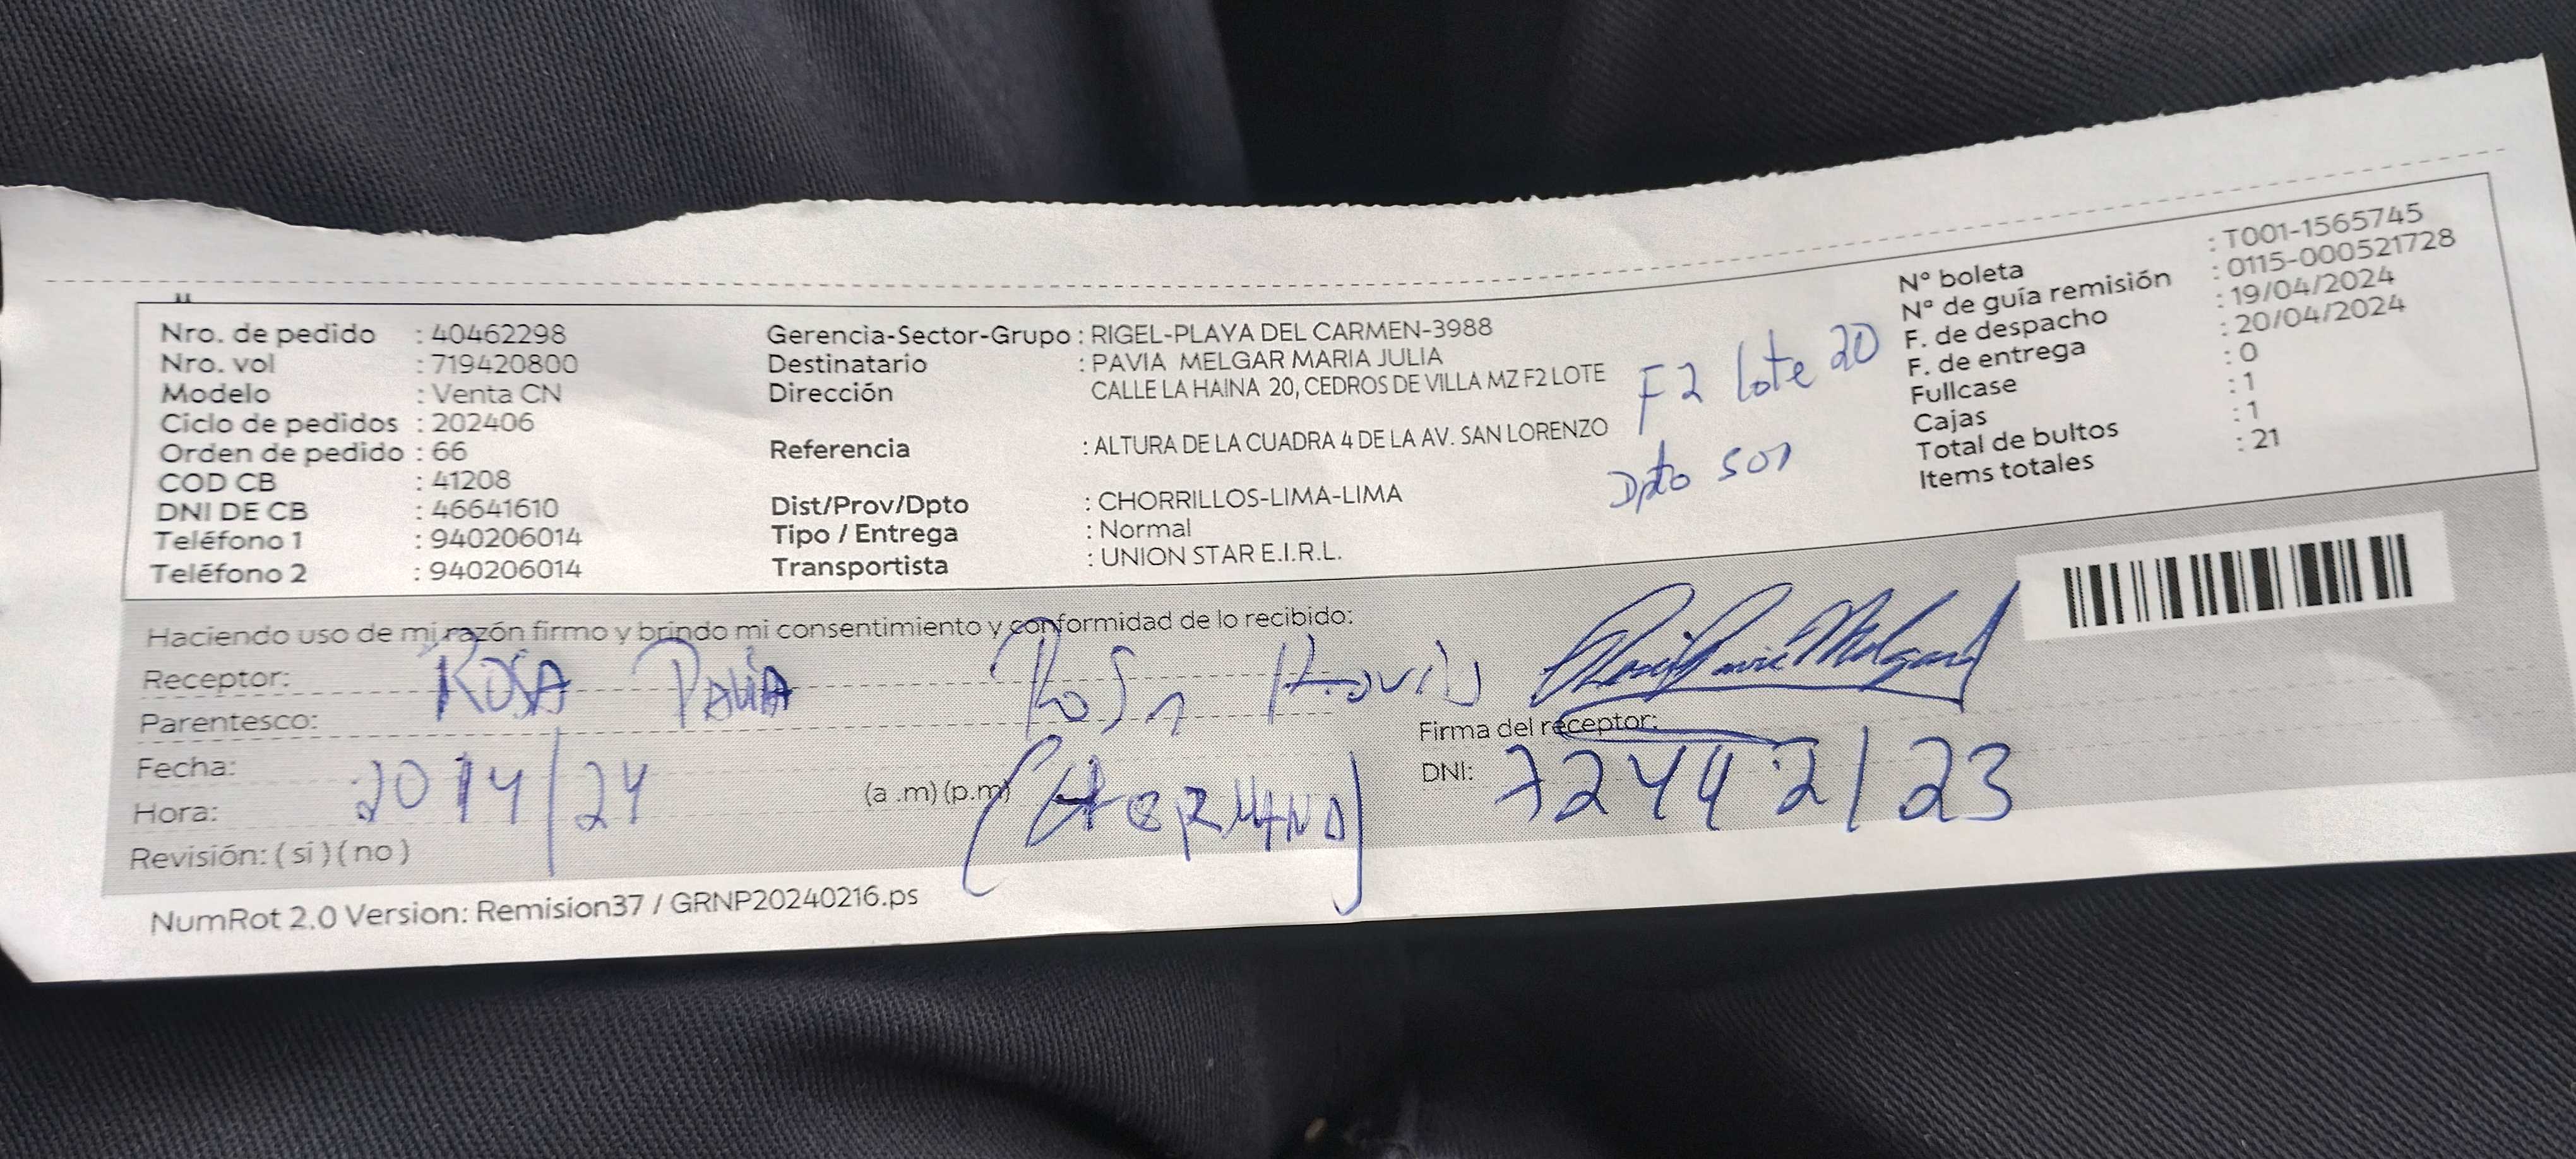 Nro. de pedido : 40462298
Nro. vol : 719420800
Modelo : Venta CN
Ciclo de pedidos : 202406
Orden de pedido : 66
COD CB : 41208
DNI DE CB : 46641610
Teléfono 1 : 940206014
Teléfono 2 : 940206014
Gerencia-Sector-Grupo : RIGEL-PLAYA DEL CARMEN-3988
Destinatario : PAVIA MELGAR MARIA JULIA
Dirección CALLE LA HAINA 20, CEDROS DE VILLA MZ F2 LOTE
Referencia : ALTURA DE LA CUADRA 4 DE LA AV. SAN LORENZO
Dist/Prov/Dpto : CHORRILLOS-LIMA-LIMA
Tipo / Entrega : Normal
Transportista : UNION STAR E.I.R.L.
F2 lote 20
Dpto 501
N° boleta : T001-1565745
N° de guía remisión : 0115-000521728
F. de despacho : 19/04/2024
F. de entrega : 20/04/2024
Fullcase : 0
Cajas : 1
Total de bultos : 1
Items totales : 21
Haciendo uso de mi razón firmo y brindo mi consentimiento y conformidad de lo recibido:
Receptor: ROSA PAVIA Rosa
Parentesco:
Firma del receptor:
Fecha: 20/4/24
DNI: 72442123
Hora: (a .m) (p.m) (HERMANA)
Revisión: ( si ) ( no )
NumRot 2.0 Version: Remision37 / GRNP20240216.ps